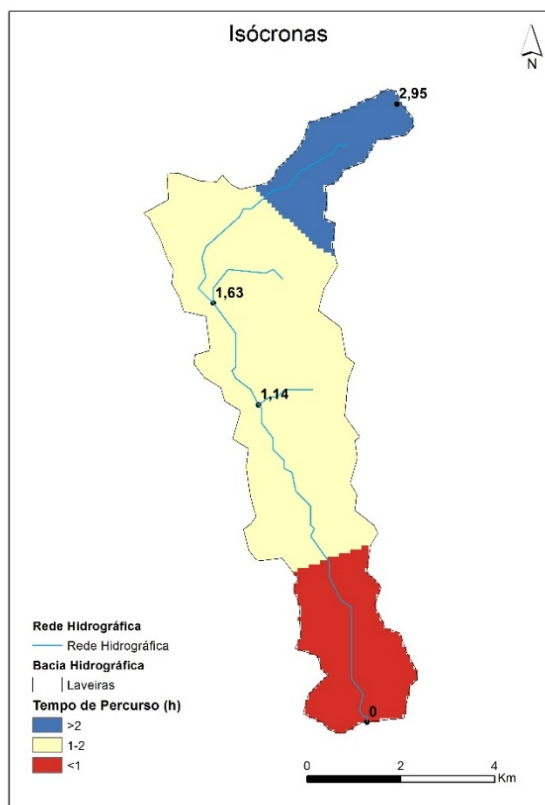 Isócronas
N
2,95
1,63
1,14
0
Rede Hidrográfica
Rede Hidrográfica
Bacia Hidrográfica
Laveiras
Tempo de Percurso (h)
>2
1-2
<1
0 2 4
Km